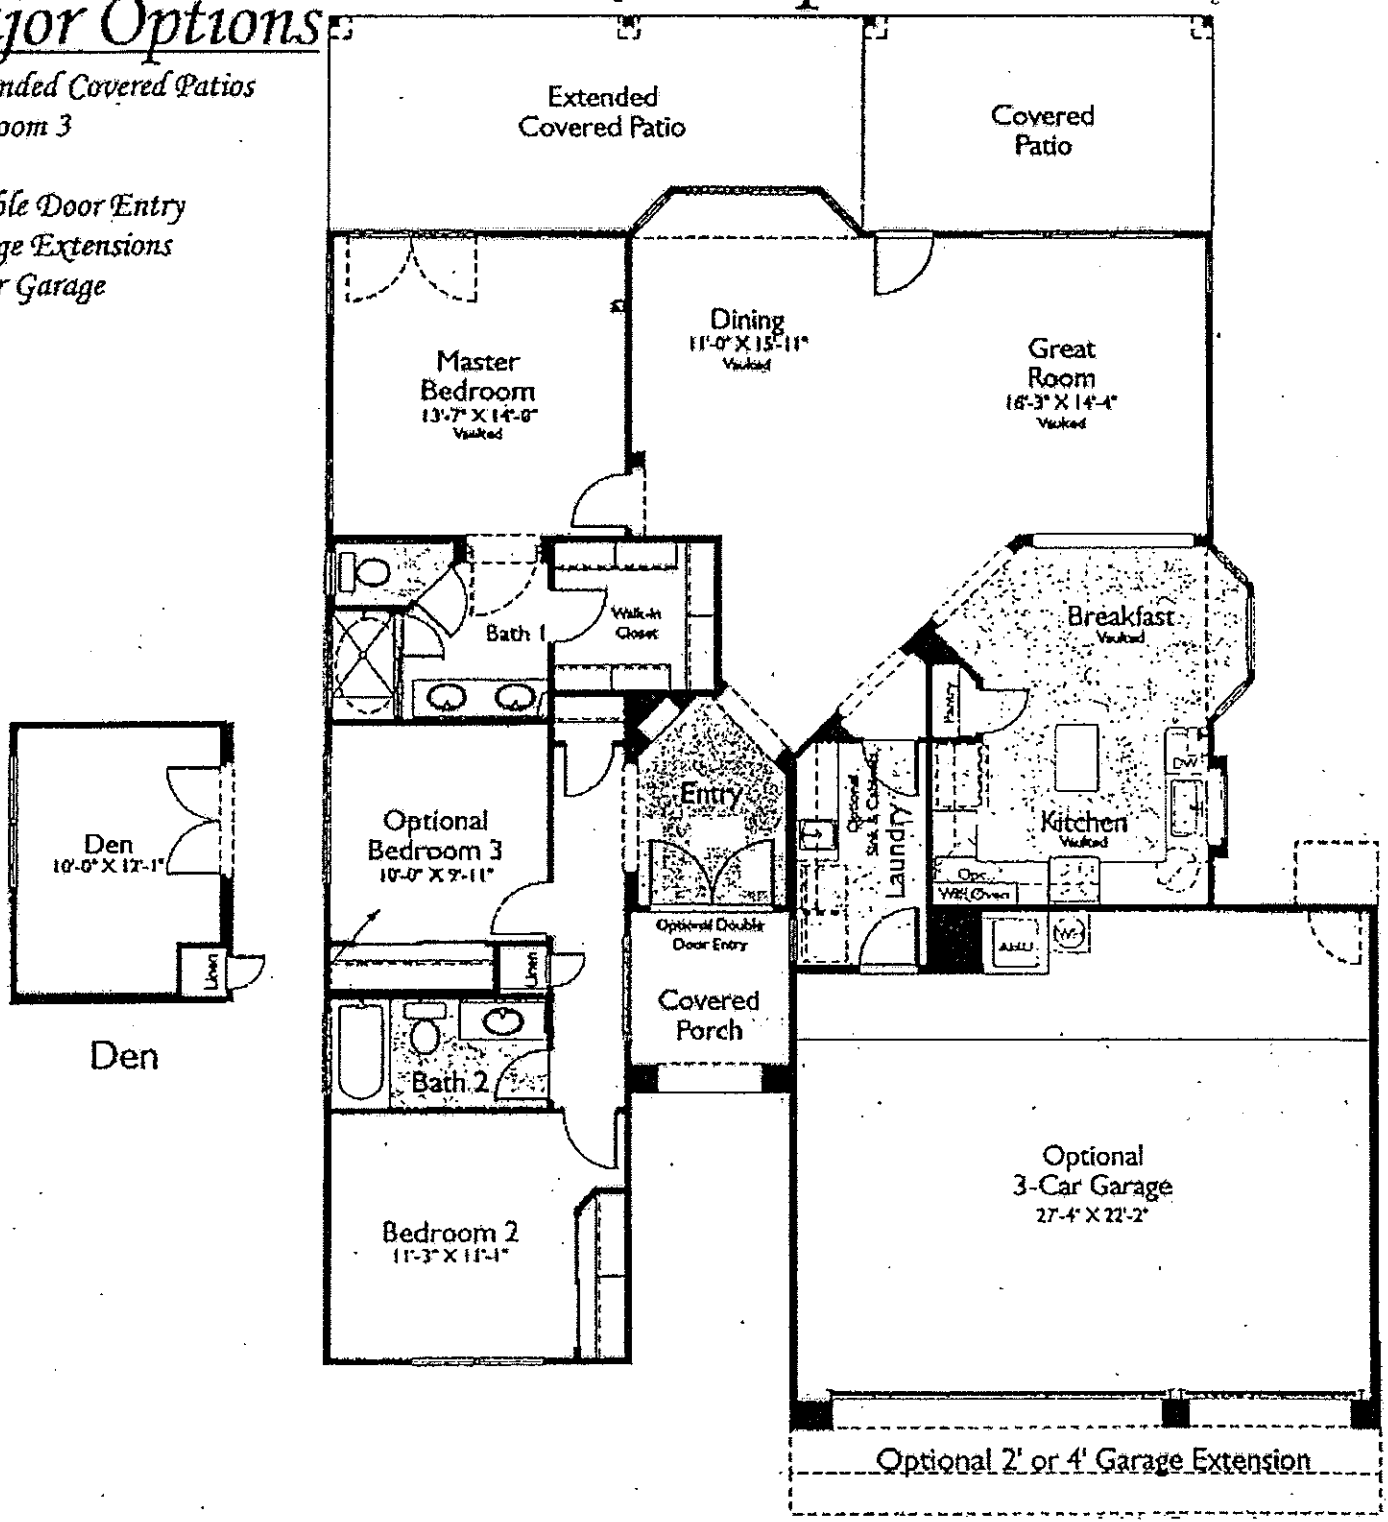 jor Options
nded Covered Patios
oom 3
ble Door Entry
ge Extensions
r Garage
Extended
Covered Patio
Covered
Patio
Dining
11'-0" X 15'-11"
Vaulted
Great
Room
16'-3" X 14'-4"
Vaulted
Master
Bedroom
13'-7" X 14'-0"
Vaulted
Bath 1
Walk-in
Closet
Breakfast
Vaulted
Pantry
DW
Kitchen
Vaulted
Entry
Optional
Sink & Cabinets
Laundry
Opt.
Wall Oven
Den
10'-0" X 12'-1"
Linen
Den
Optional
Bedroom 3
10'-0" X 9'-11"
Linen
Optional Double
Door Entry
Covered
Porch
AHU
WH
Bath 2
Bedroom 2
11'-3" X 11'-1"
Optional
3-Car Garage
27'-4" X 22'-2"
Optional 2' or 4' Garage Extension